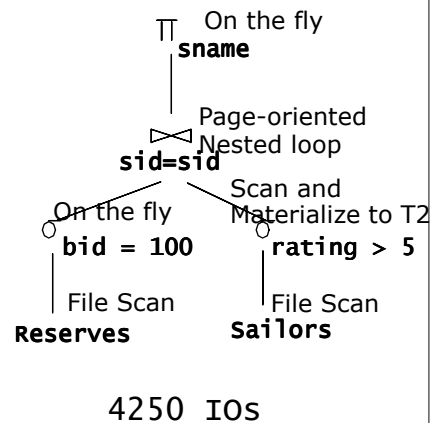 On the fly
sname
Page-oriented
Nested loop
sid=sid
On the fly
Scan and
Materialize to T2
bid = 100
rating > 5
File Scan
File Scan
Reserves
Sailors
4250 IOs